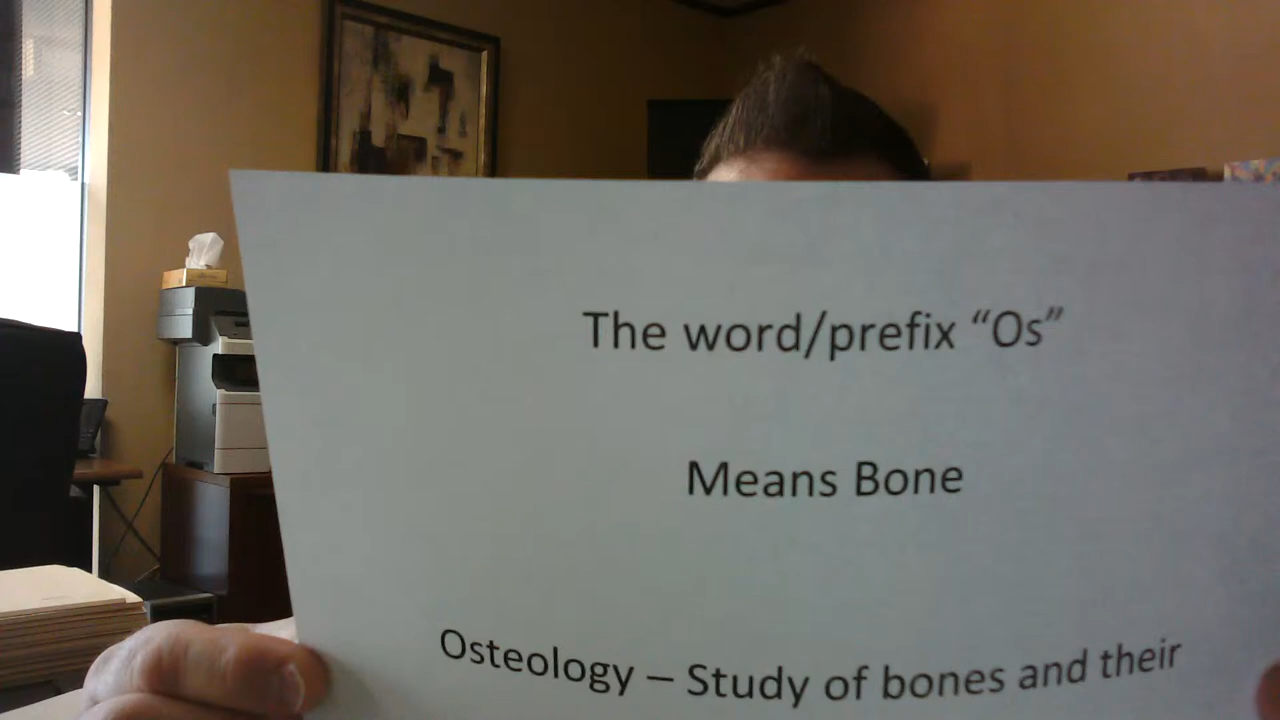 The word/prefix “Os”
Means Bone
Osteology – Study of bones and their